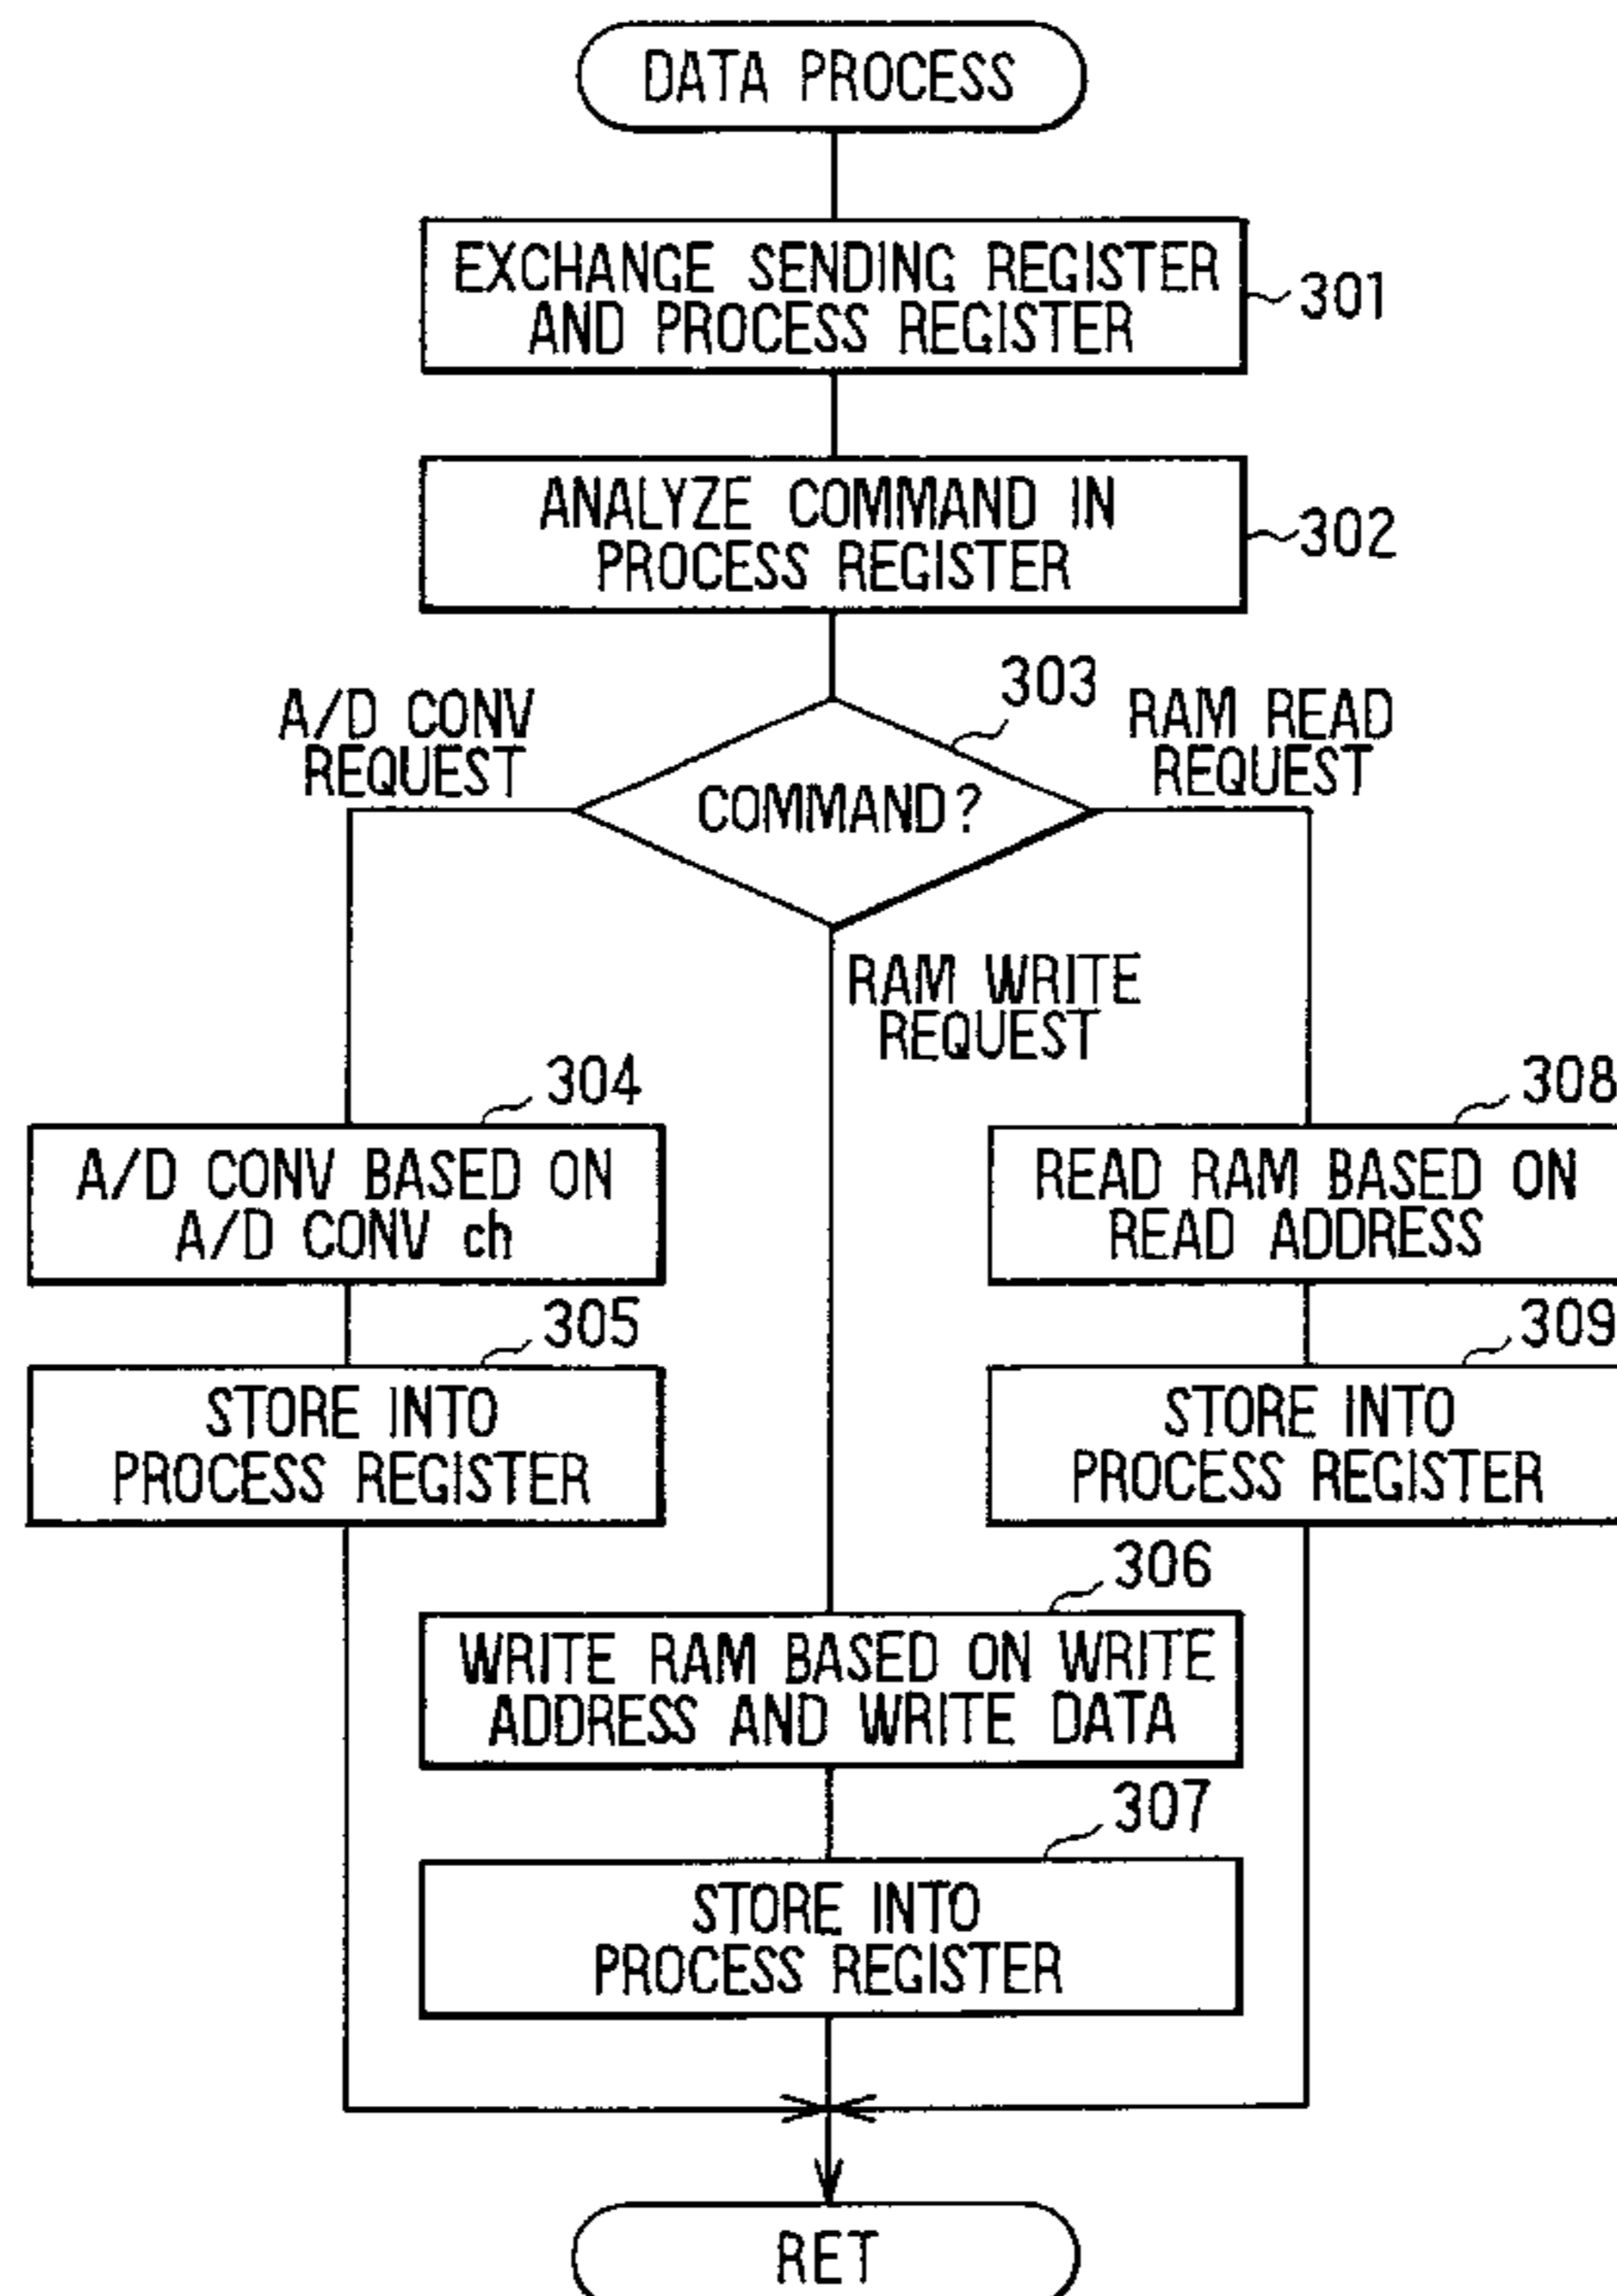 DATA PROCESS
EXCHANGE SENDING REGISTER
AND PROCESS REGISTER
301
ANALYZE COMMAND IN
PROCESS REGISTER
302
303
A/D CONV
REQUEST
RAM READ
REQUEST
COMMAND?
RAM WRITE
REQUEST
304
308
A/D CONV BASED ON
A/D CONV ch
READ RAM BASED ON
READ ADDRESS
305
309
STORE INTO
PROCESS REGISTER
STORE INTO
PROCESS REGISTER
306
WRITE RAM BASED ON WRITE
ADDRESS AND WRITE DATA
307
STORE INTO
PROCESS REGISTER
RET